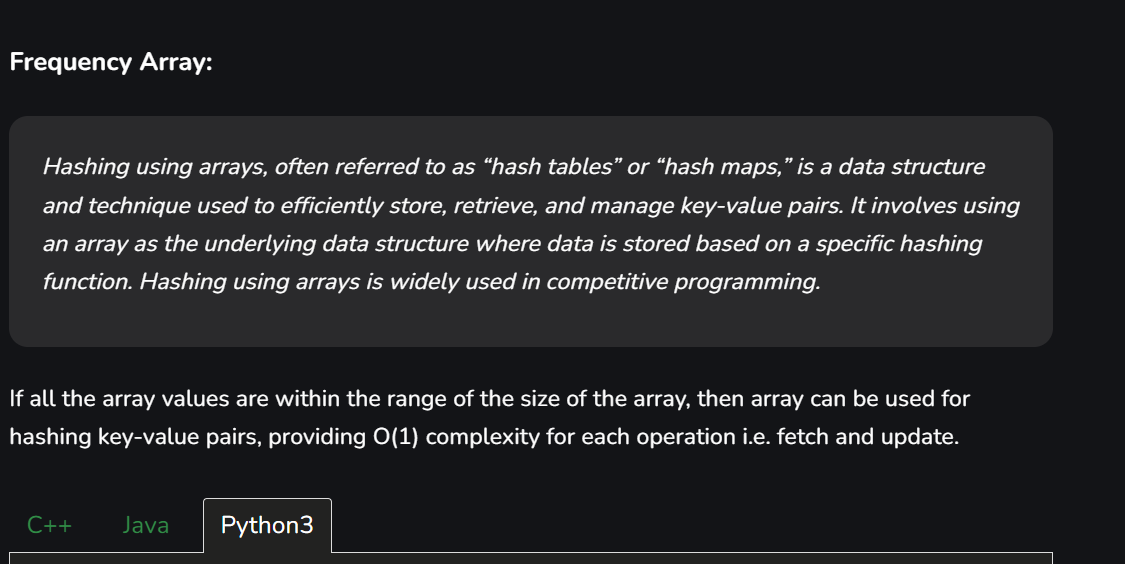 Frequency Array:
Hashing using arrays, often referred to as “hash tables” or “hash maps,” is a data structure
and technique used to efficiently store, retrieve, and manage key-value pairs. It involves using
an array as the underlying data structure where data is stored based on a specific hashing
function. Hashing using arrays is widely used in competitive programming.
If all the array values are within the range of the size of the array, then array can be used for
hashing key-value pairs, providing O(1) complexity for each operation i.e. fetch and update.
C++ Java Python3